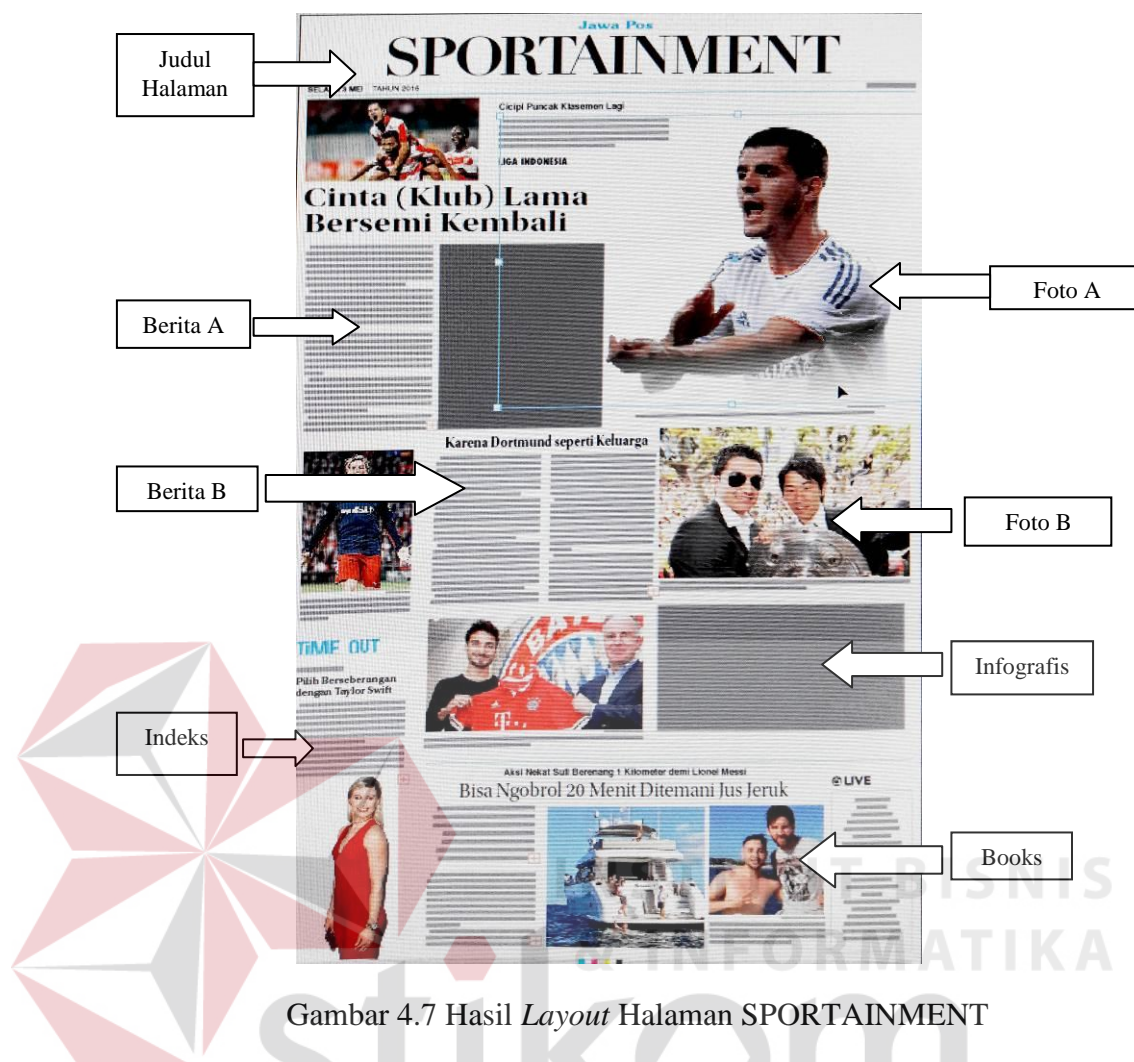 Jawa Pos
SPORTAINMENT
Judul
Halaman
MEI TAHUN 2016
Cicipi Puncak Klasemen Lagi
LIGA INDONESIA
Cinta (Klub) Lama
Bersemi Kembali
Foto A
Berita A
Karena Dortmund seperti Keluarga
Berita B
Foto B
TIME OUT
Infografis
Pilih Berseberangan
dengan Taylor Swift
Indeks
Aksi Nekat Suli Berenang 1 Kilometer demi Lionel Messi
Bisa Ngobrol 20 Menit Ditemani Jus Jeruk
LIVE
Books
BISNIS
& INFORMATIKA
Gambar 4.7 Hasil Layout Halaman SPORTAINMENT
stikom